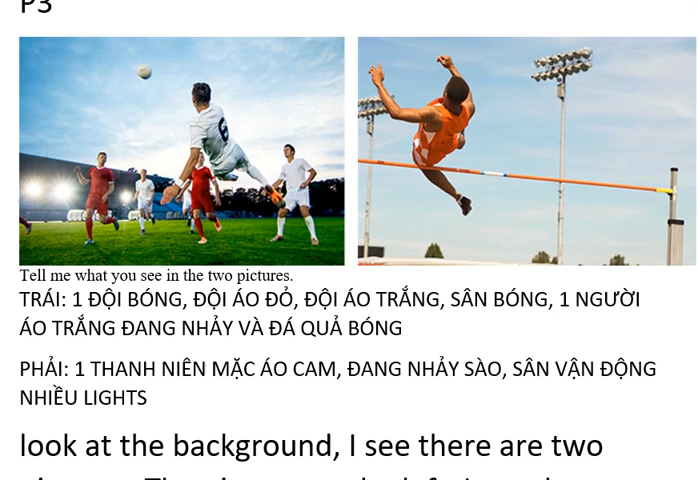 P3
6
Tell me what you see in the two pictures.
TRÁI: 1 ĐỘI BÓNG, ĐỘI ÁO ĐỎ, ĐỘI ÁO TRẮNG, SÂN BÓNG, 1 NGƯỜI
ÁO TRẮNG ĐANG NHẢY VÀ ĐÁ QUẢ BÓNG
PHẢI: 1 THANH NIÊN MẶC ÁO CAM, ĐANG NHẢY SÀO, SÂN VẬN ĐỘNG
NHIỀU LIGHTS
look at the background, I see there are two